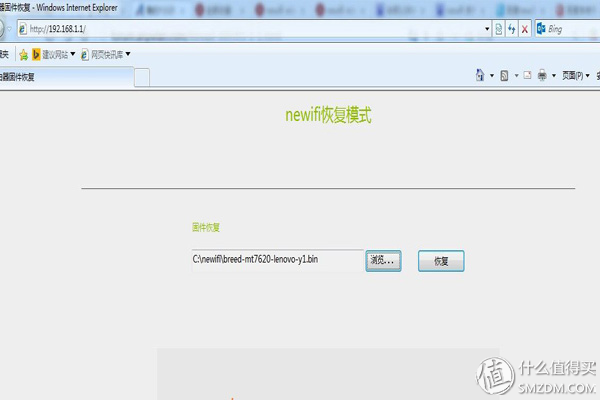 器固件恢复 - Windows Internet Explorer
http://192.168.1.1/
Bing
藏夹
建议网站
网页快讯库
由器固件恢复
页面(P)
newifi恢复模式
固件恢复
C:\newifi\breed-mt7620-lenovo-y1.bin
浏览...
恢复
值
什么值得买
SMZDM.COM